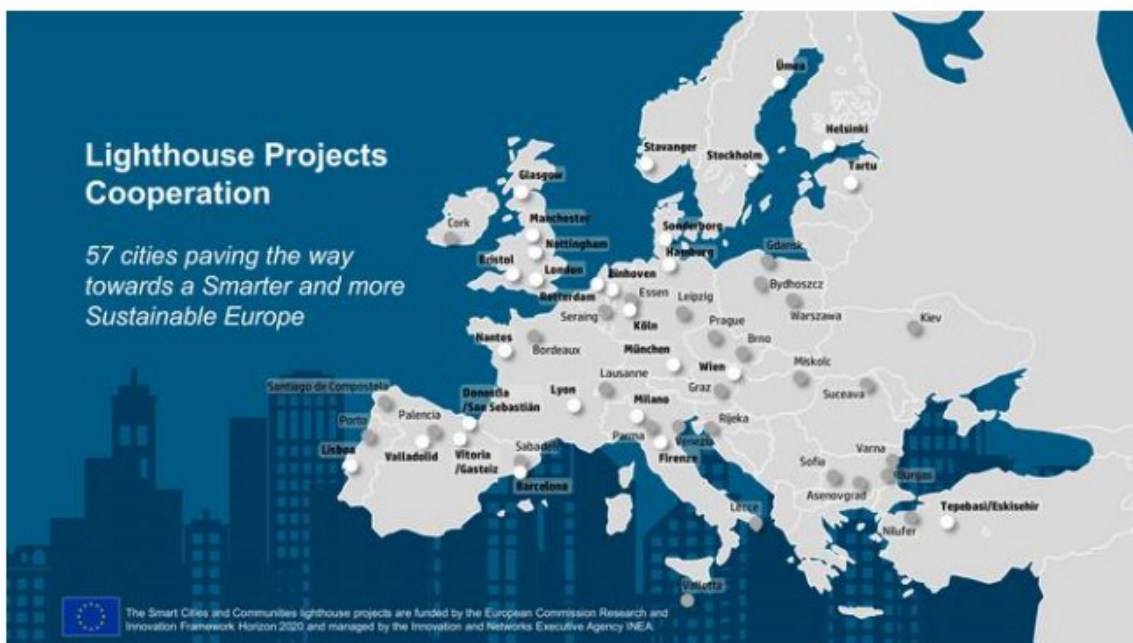 Lighthouse Projects
Cooperation
57 cities paving the way
towards a Smarter and more
Sustainable Europe
Ümea
Helsinki
Stavanger
Stockholm
Tartu
Glasgow
Cork
Manchester
Sonderborg
Nottingham
Hamburg
Gdansk
Bristol
London
Einhoven
Bydhoszcz
Rotterdam
Essen
Leipzig
Warszawa
Seraing
Köln
Prague
Kiev
Nantes
Bordeaux
München
Brno
Wien
Miskolc
Lausanne
Graz
Suceava
Santiago de Compostela
Donostia
/San Sebastián
Lyon
Milano
Palencia
Porto
Parma
Venezia
Rijeka
Lisboa
Valladolid
Vitoria
/Gasteiz
Sabadell
Firenze
Varna
Sofia
Burgas
Barcelona
Asenovgrad
Tepebasi/Eskisehir
Lecce
Nilufer
Valletta
The Smart Cities and Communities lighthouse projects are funded by the European Commission Research and
Innovation Framework Horizon 2020 and managed by the Innovation and Networks Executive Agency INEA.